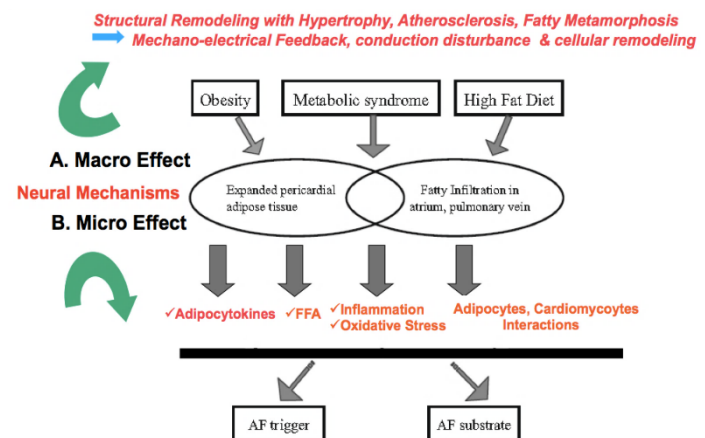 Structural Remodeling with Hypertrophy, Atherosclerosis, Fatty Metamorphosis
Mechano-electrical Feedback, conduction disturbance & cellular remodeling
Obesity
Metabolic syndrome
High Fat Diet
A. Macro Effect
Neural Mechanisms
B. Micro Effect
Expanded pericardial
adipose tissue
Fatty Infiltration in
atrium, pulmonary vein
✓Adipocytokines
✓FFA
✓Inflammation
✓Oxidative Stress
Adipocytes, Cardiomycoytes
Interactions
AF trigger
AF substrate